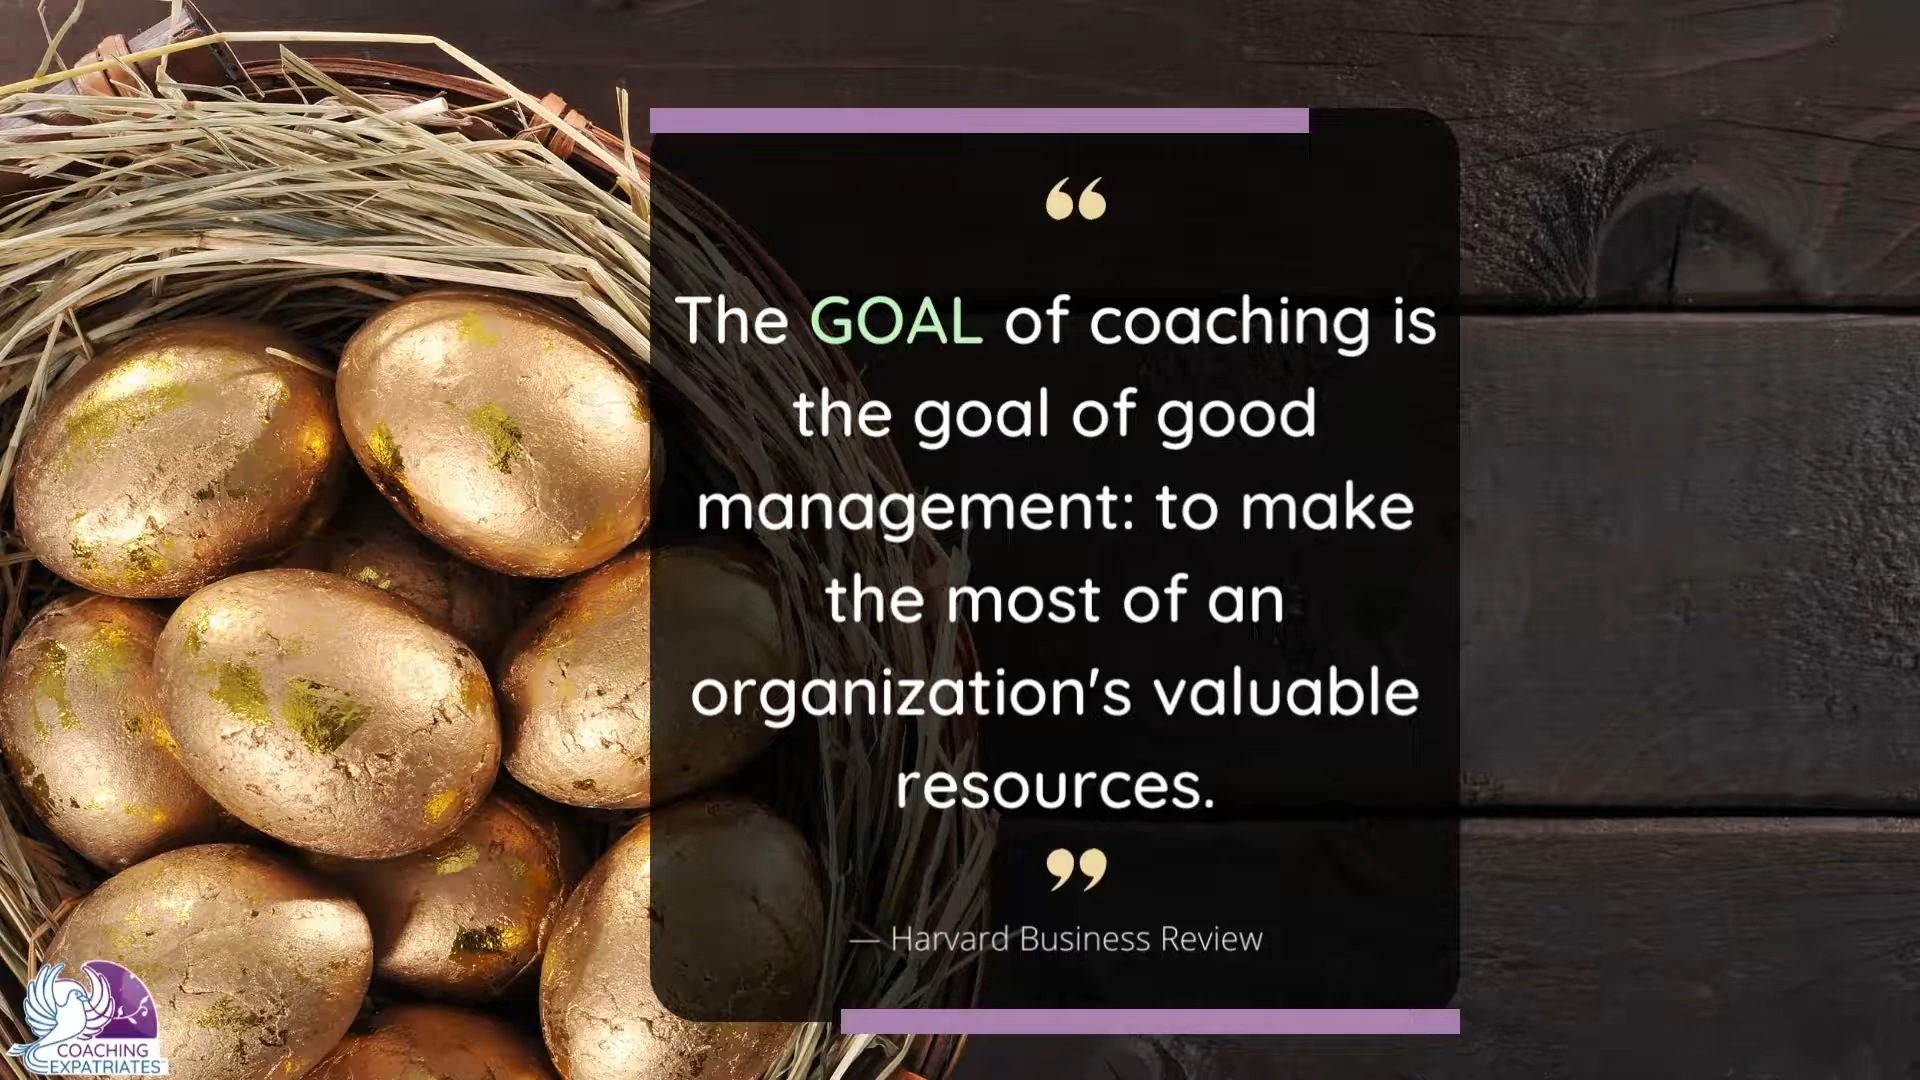 “
The GOAL of coaching is
the goal of good
management: to make
the most of an
organization's valuable
resources.
”
— Harvard Business Review
COACHING
EXPATRIATES